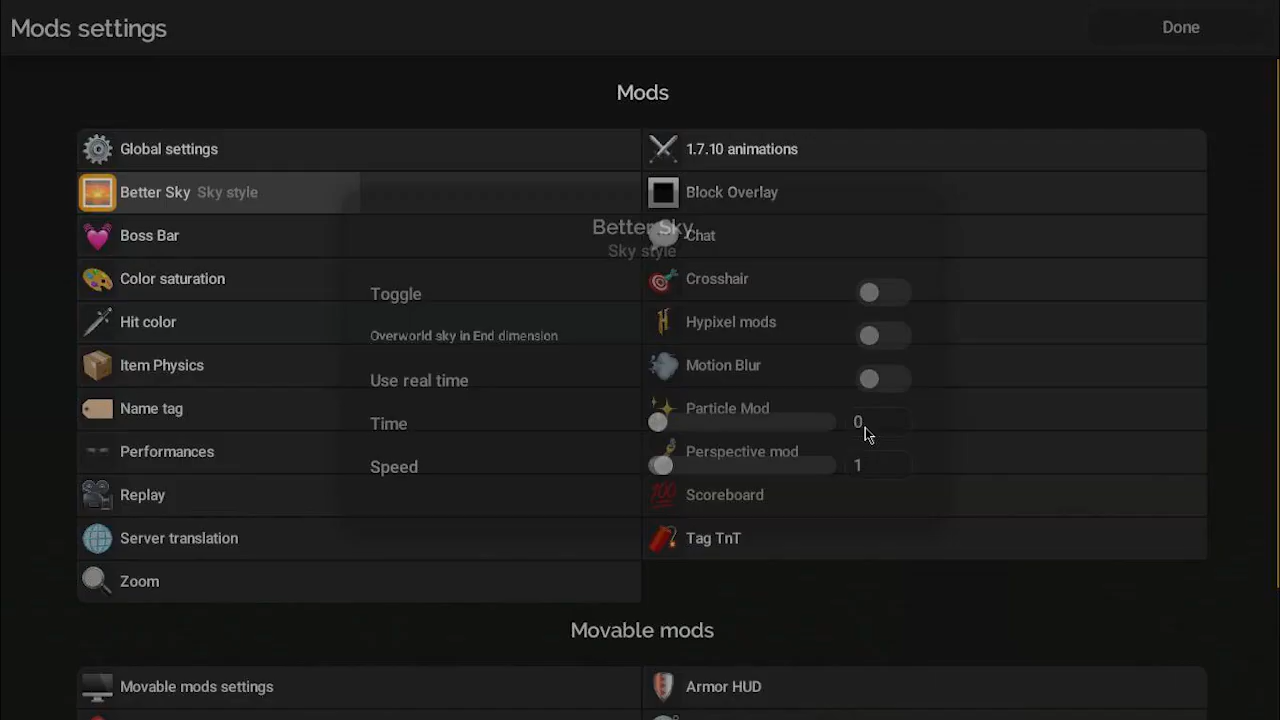 Mods settings
Done
Mods
Global settings
1.7.10 animations
Better Sky Sky style
Block Overlay
Boss Bar
Chat
Color saturation
Crosshair
Hit color
Hypixel mods
Item Physics
Motion Blur
Name tag
Particle Mod
Performances
Perspective mod
Replay
100
Scoreboard
Server translation
Tag TnT
Zoom
Better Sky
Sky style
Toggle
Overworld sky in End dimension
Use real time
Time
0
Speed
1
Movable mods
Movable mods settings
Armor HUD